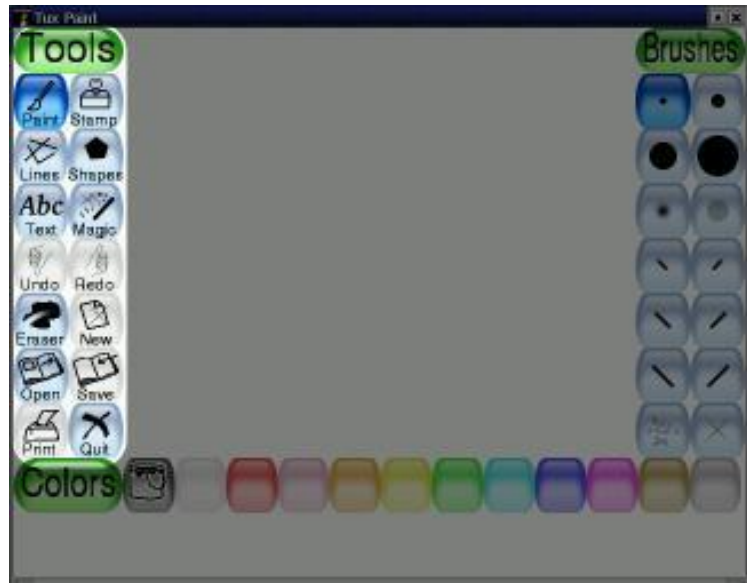 Tux Paint
Tools
Brushes
Paint Stamp
Lines Shapes
Abc
Text Magic
Undo Redo
Eraser New
Open Save
Print Quit
Colors